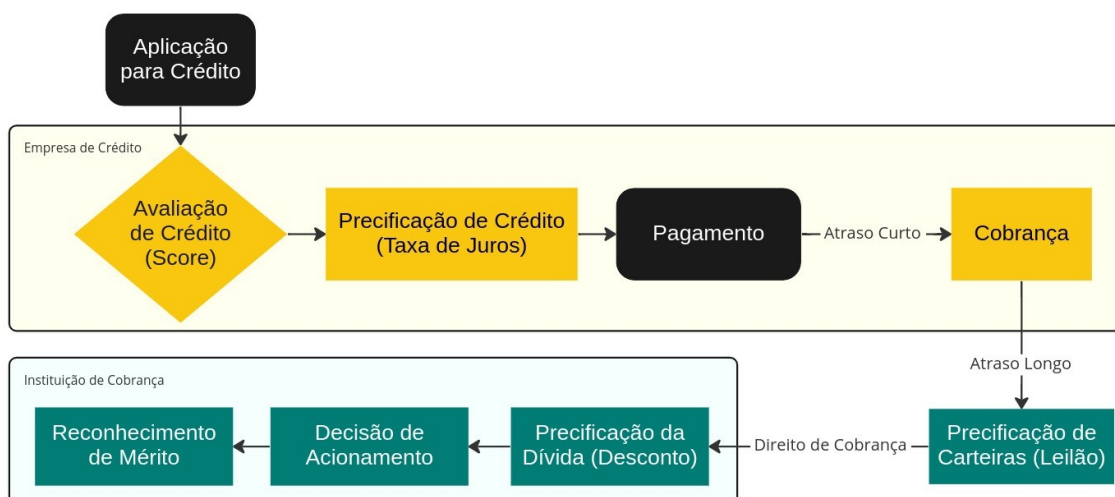 Aplicação
para Crédito
Empresa de Crédito
Avaliação
de Crédito
(Score)
Precificação de Crédito
(Taxa de Juros)
Pagamento
Atraso Curto
Cobrança
Atraso Longo
Precificação de
Carteiras (Leilão)
Direito de Cobrança
Instituição de Cobrança
Precificação da
Dívida (Desconto)
Decisão de
Acionamento
Reconhecimento
de Mérito